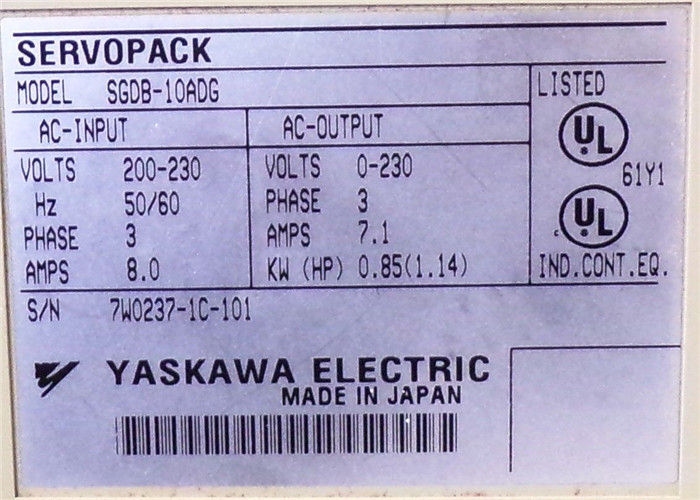 SERVOPACK
MODEL SGDB-10ADG
LISTED
AC-INPUT AC-OUTPUT
UL
VOLTS 200-230 VOLTS 0-230
61Y1
Hz 50/60 PHASE 3
c UL
PHASE 3 AMPS 7.1
AMPS 8.0 KW (HP) 0.85(1.14)
IND.CONT.EQ.
S/N 7W0237-1C-101
YASKAWA ELECTRIC
MADE IN JAPAN